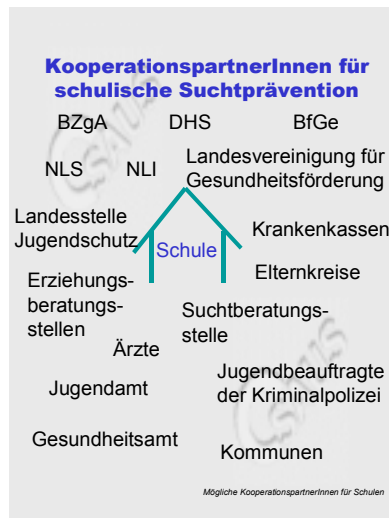 KooperationspartnerInnen für
schulische Suchtprävention
BZgA DHS BfGe
NLS NLI Landesvereinigung für
Gesundheitsförderung
Landesstelle
Jugendschutz
Schule
Krankenkassen
Erziehungs-
beratungs-
stellen
Elternkreise
Suchtberatungs-
stelle
Ärzte
Jugendamt
Jugendbeauftragte
der Kriminalpolizei
Gesundheitsamt
Kommunen
Mögliche KooperationspartnerInnen für Schulen